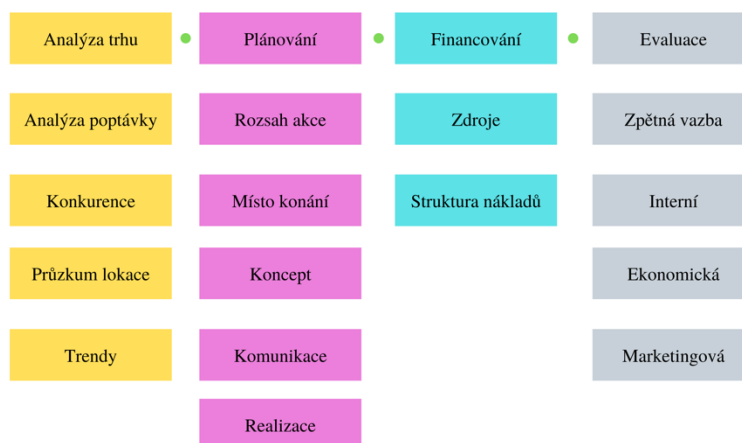 Analýza trhu
Plánování
Financování
Evaluace
Analýza poptávky
Rozsah akce
Zdroje
Zpětná vazba
Konkurence
Místo konání
Struktura nákladů
Interní
Průzkum lokace
Koncept
Ekonomická
Trendy
Komunikace
Marketingová
Realizace